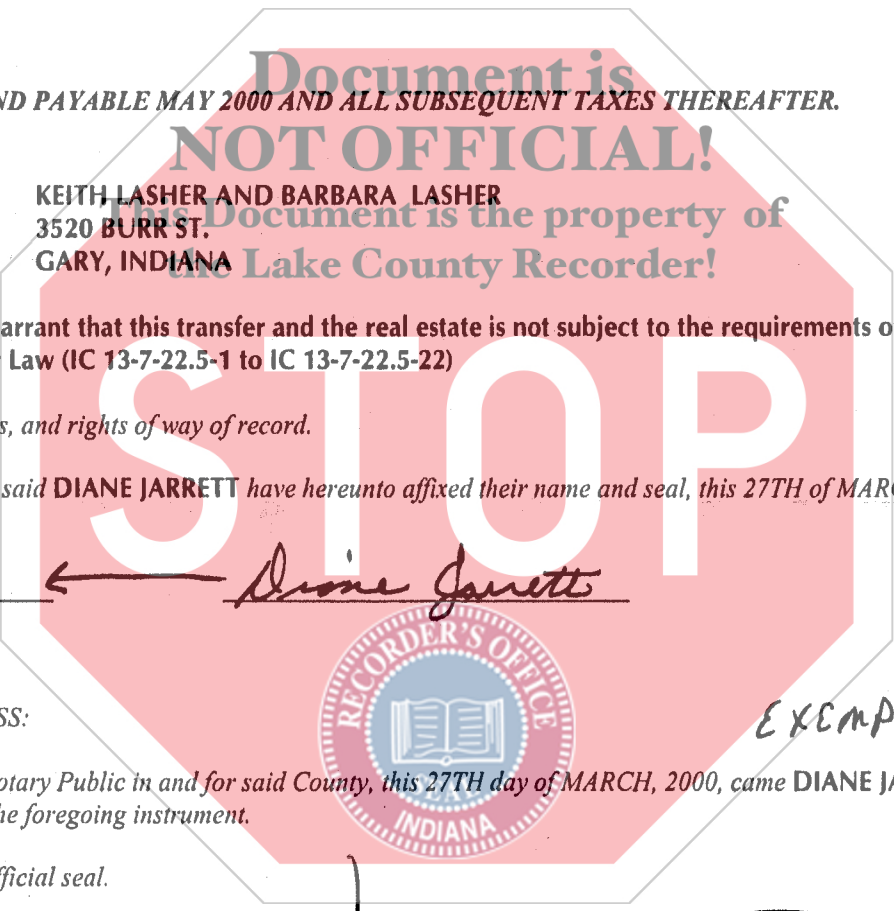 Document is
ND PAYABLE MAY 2000 AND ALL SUBSEQUENT TAXES THEREAFTER.
NOT OFFICIAL!
KEITH LASHER AND BARBARA LASHER
This Document is the property of
3520 BURR ST.
GARY, INDIANA
the Lake County Recorder!
arrant that this transfer and the real estate is not subject to the requirements o
Law (IC 13-7-22.5-1 to IC 13-7-22.5-22)
STOP
s, and rights of way of record.
said DIANE JARRETT have hereunto affixed their name and seal, this 27TH of MARC
Diane Jarrett
RECORDER'S OFFICE
SS:
EXEMP
otary Public in and for said County, this 27TH day of MARCH, 2000, came DIANE JA
SEAL
he foregoing instrument.
INDIANA
fficial seal.